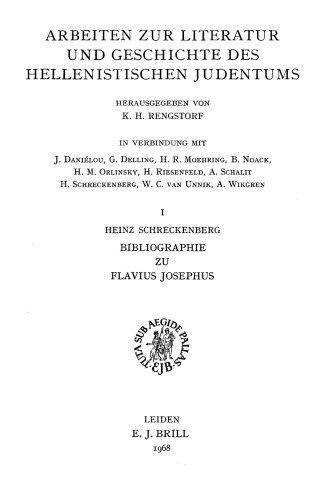 ARBEITEN ZUR LITERATUR
UND GESCHICHTE DES
HELLENISTISCHEN JUDENTUMS
HERAUSGEGEBEN VON
K. H. RENGSTORF
IN VERBINDUNG MIT
J. Daniélou, G. Delling, H. R. Moehring, B. Noack,
H. M. Orlinsky, H. Riesenfeld, A. Schalit
H. Schreckenberg, W. C. van Unnik, A. Wikgren
I
HEINZ SCHRECKENBERG
BIBLIOGRAPHIE
ZU
FLAVIUS JOSEPHUS
TUTA SUB AEGIDE PALLAS
·EJB·
LEIDEN
E. J. BRILL
1968